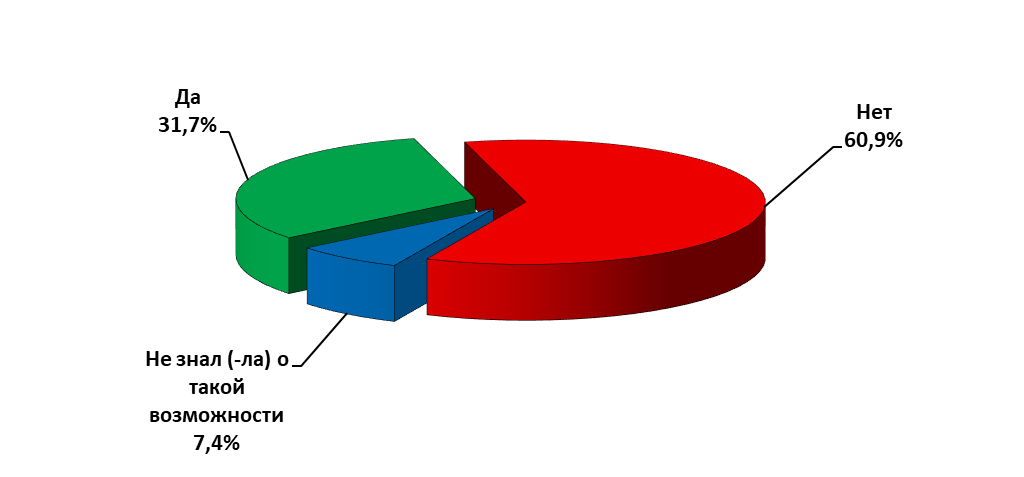 Да
31,7%
Нет
60,9%
Не знал (-ла) о
такой
возможности
7,4%